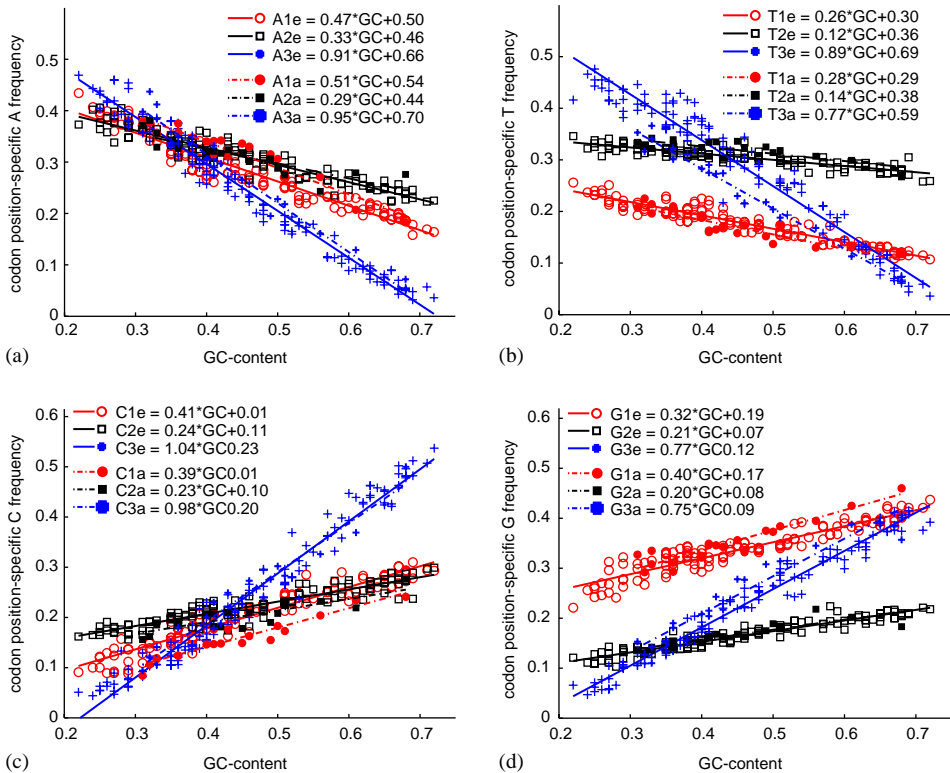 A1e = 0.47*GC+0.50
A2e = 0.33*GC+0.46
A3e = 0.91*GC+0.66
A1a = 0.51*GC+0.54
A2a = 0.29*GC+0.44
A3a = 0.95*GC+0.70
codon position-specific A frequency
0.5
0.4
0.3
0.2
0.1
0
0.2 0.3 0.4 0.5 0.6 0.7
GC-content
(a)
T1e = 0.26*GC+0.30
T2e = 0.12*GC+0.36
T3e = 0.89*GC+0.69
T1a = 0.28*GC+0.29
T2a = 0.14*GC+0.38
T3a = 0.77*GC+0.59
codon position-specific T frequency
0.5
0.4
0.3
0.2
0.1
0
0.2 0.3 0.4 0.5 0.6 0.7
GC-content
(b)
C1e = 0.41*GC+0.01
C2e = 0.24*GC+0.11
C3e = 1.04*GC0.23
C1a = 0.39*GC0.01
C2a = 0.23*GC+0.10
C3a = 0.98*GC0.20
codon position-specific C frequency
0.6
0.5
0.4
0.3
0.2
0.1
0
0.2 0.3 0.4 0.5 0.6 0.7
GC-content
(c)
G1e = 0.32*GC+0.19
G2e = 0.21*GC+0.07
G3e = 0.77*GC0.12
G1a = 0.40*GC+0.17
G2a = 0.20*GC+0.08
G3a = 0.75*GC0.09
codon position-specific G frequency
0.6
0.5
0.4
0.3
0.2
0.1
0
0.2 0.3 0.4 0.5 0.6 0.7
GC-content
(d)